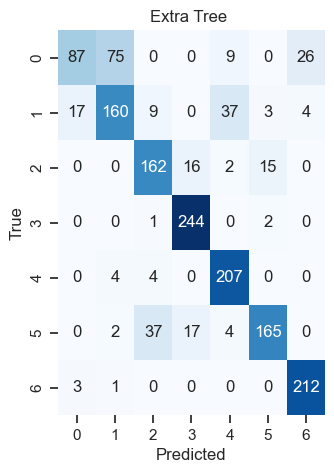 Extra Tree
True
0 87 75 0 0 9 0 26
1 17 160 9 0 37 3 4
2 0 0 162 16 2 15 0
3 0 0 1 244 0 2 0
4 0 4 4 0 207 0 0
5 0 2 37 17 4 165 0
6 3 1 0 0 0 0 212
0 1 2 3 4 5 6
Predicted